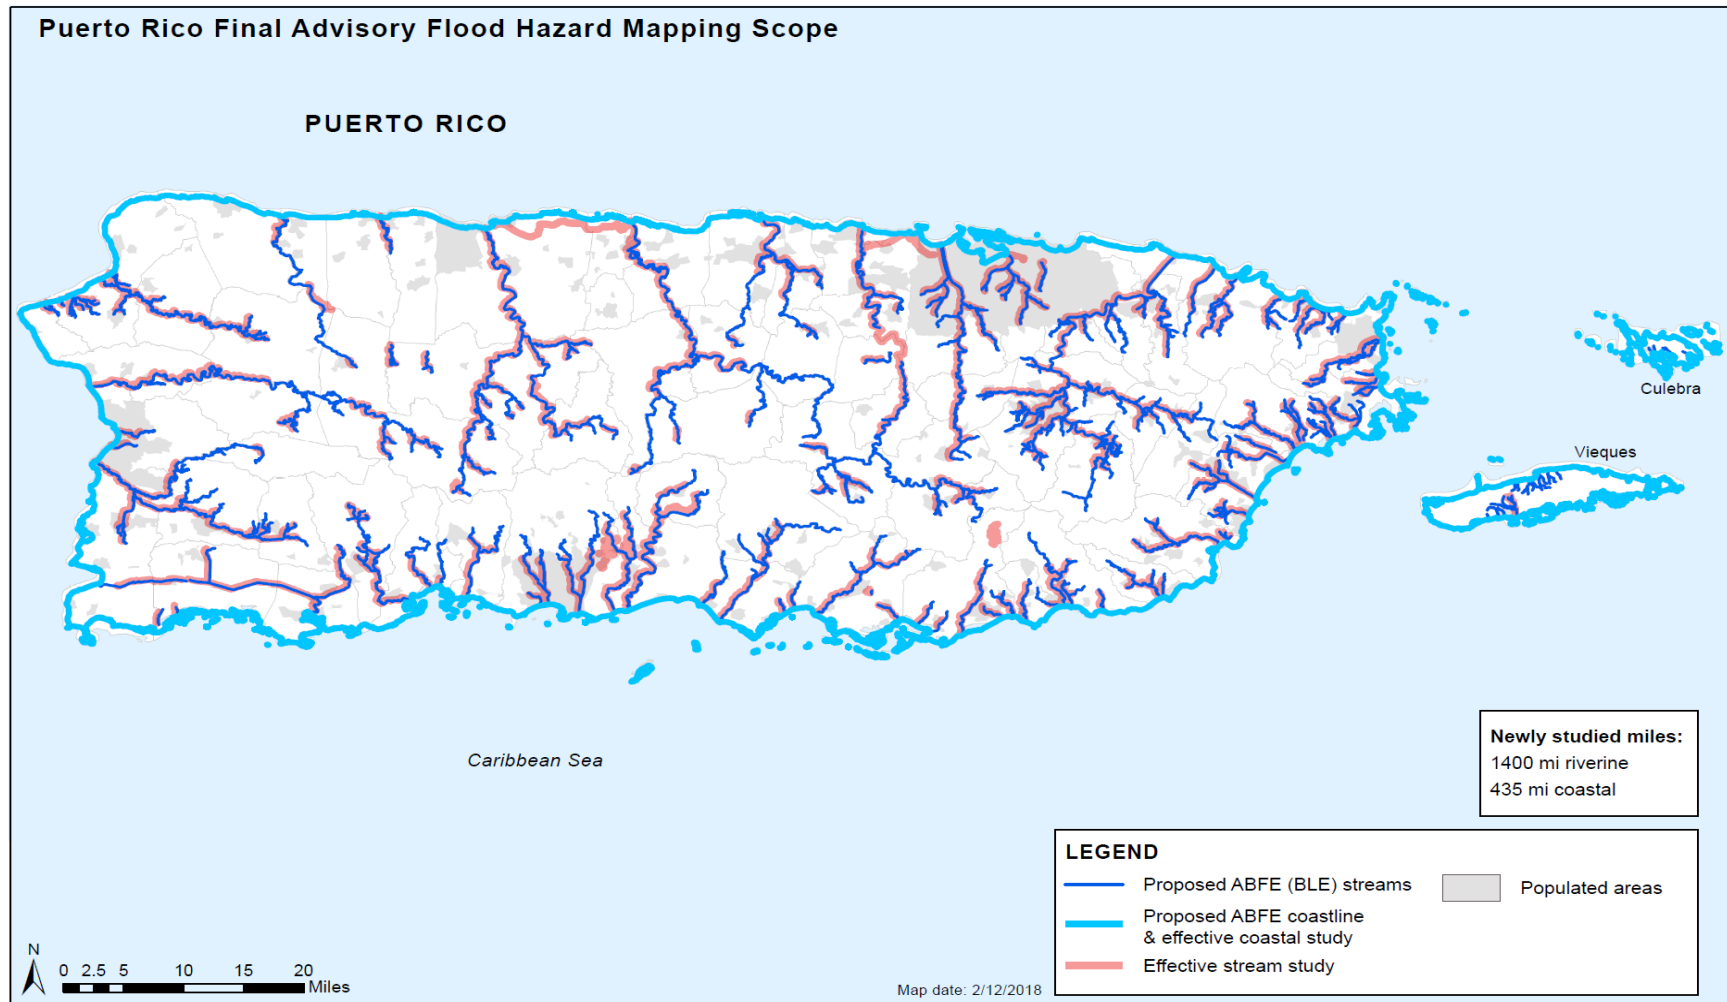 Puerto Rico Final Advisory Flood Hazard Mapping Scope
PUERTO RICO
Culebra
Vieques
Caribbean Sea
Newly studied miles:
1400 mi riverine
435 mi coastal
LEGEND
Proposed ABFE (BLE) streams
Populated areas
Proposed ABFE coastline
& effective coastal study
Effective stream study
N
0 2.5 5 10 15 20
Miles
Map date: 2/12/2018